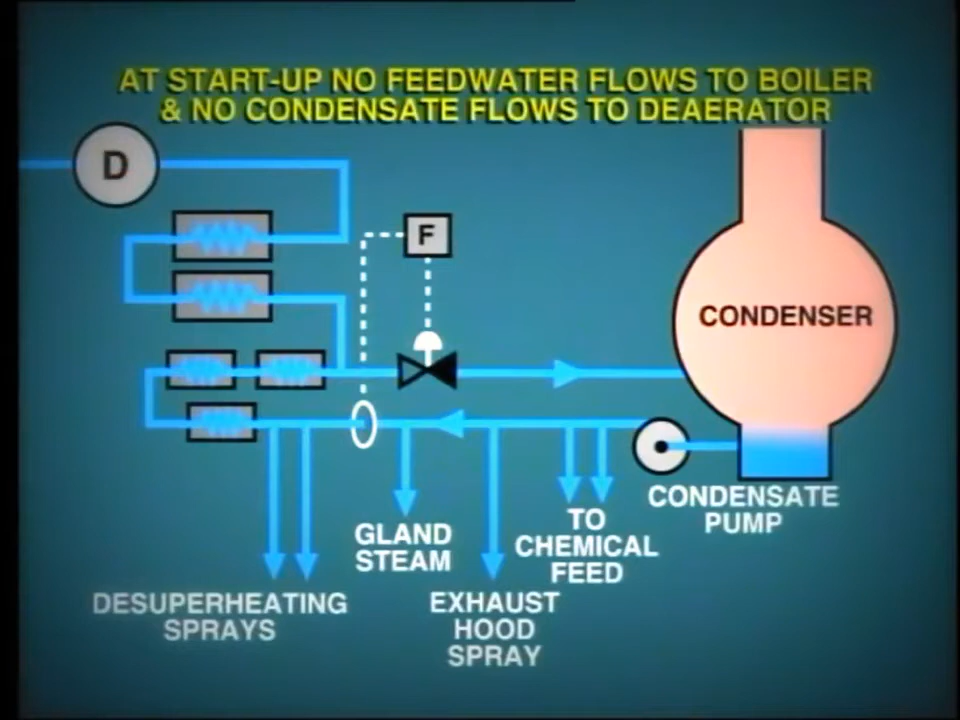 AT START-UP NO FEEDWATER FLOWS TO BOILER
& NO CONDENSATE FLOWS TO DEAERATOR
D
F
CONDENSER
CONDENSATE
PUMP
GLAND
STEAM
TO
CHEMICAL
FEED
DESUPERHEATING
SPRAYS
EXHAUST
HOOD
SPRAY